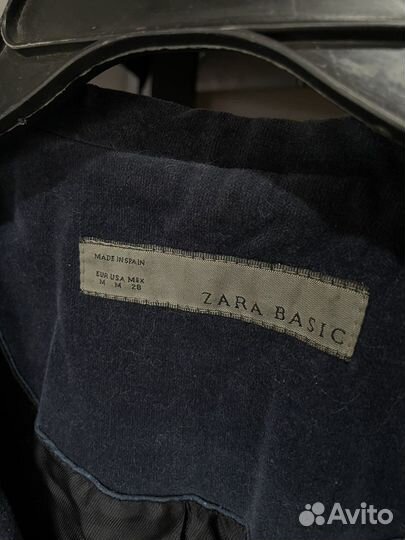 MADE IN SPAIN
EUR USA MEX
M M 28
ZARA BASIC
Avito